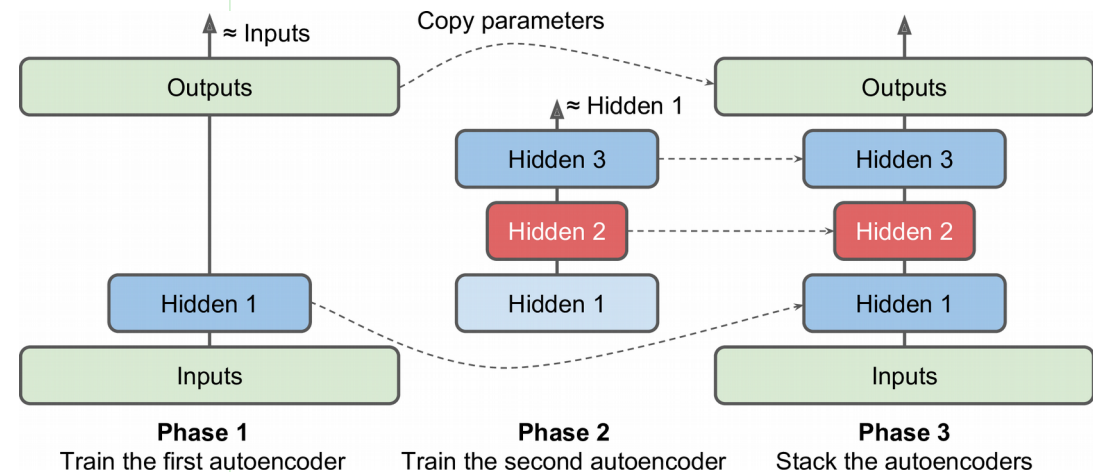 Copy parameters
≈ Inputs
Outputs
Hidden 1
Inputs
Phase 1
Train the first autoencoder
≈ Hidden 1
Hidden 3
Hidden 2
Hidden 1
Phase 2
Train the second autoencoder
Outputs
Hidden 3
Hidden 2
Hidden 1
Inputs
Phase 3
Stack the autoencoders